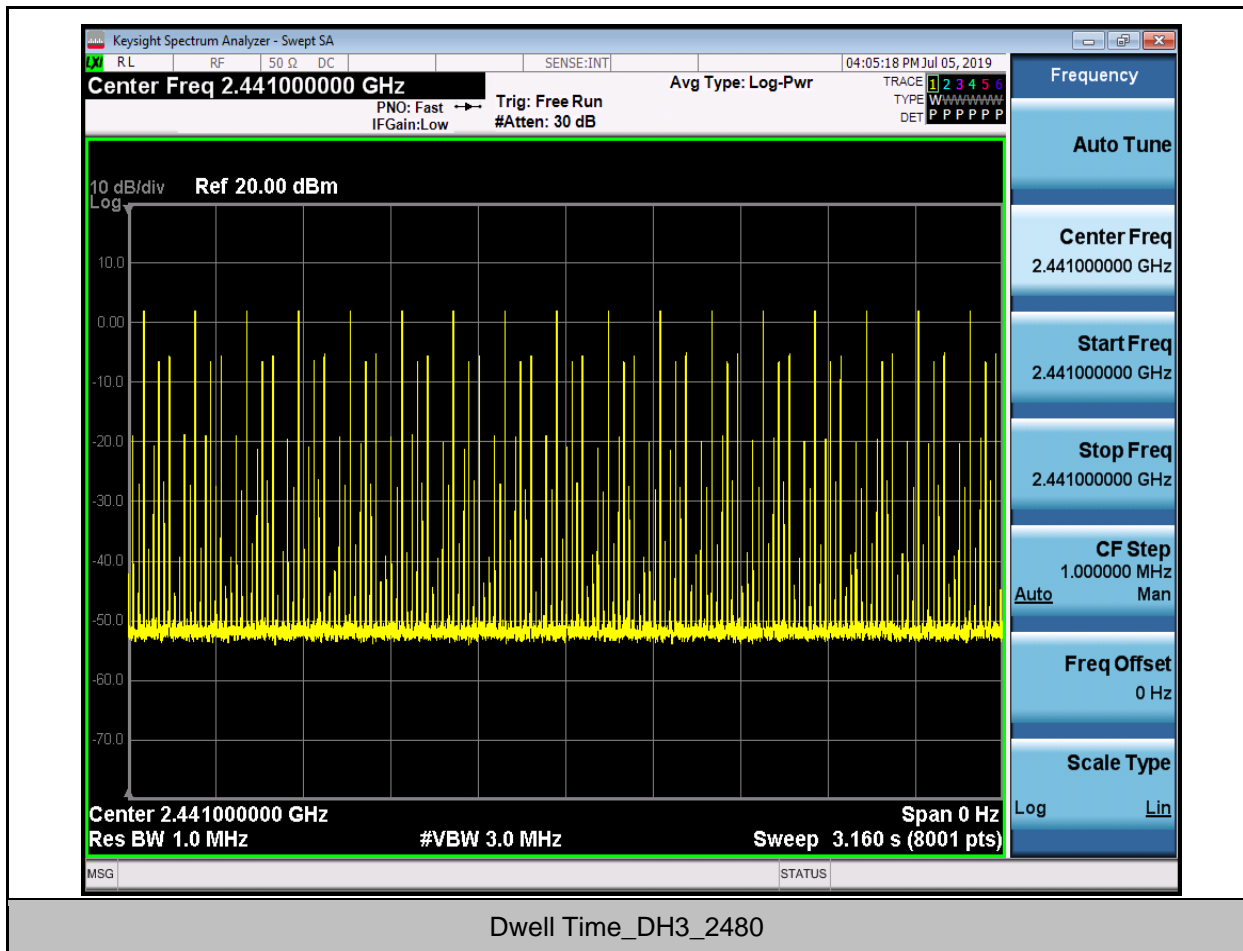 Keysight Spectrum Analyzer - Swept SA
LXI RL RF 50 Ω DC SENSE:INT 04:05:18 PM Jul 05, 2019
Center Freq 2.441000000 GHz
PNO: Fast
IFGain:Low
Trig: Free Run
#Atten: 30 dB
Avg Type: Log-Pwr
TRACE 1 2 3 4 5 6
TYPE WWWWWW
DET P P P P P P
10 dB/div Ref 20.00 dBm
Log
10.0
0.00
-10.0
-20.0
-30.0
-40.0
-50.0
-60.0
-70.0
Center 2.441000000 GHz Span 0 Hz
Res BW 1.0 MHz #VBW 3.0 MHz Sweep 3.160 s (8001 pts)
MSG STATUS
Frequency
Auto Tune
Center Freq
2.441000000 GHz
Start Freq
2.441000000 GHz
Stop Freq
2.441000000 GHz
CF Step
1.000000 MHz
Auto Man
Freq Offset
0 Hz
Scale Type
Log Lin
Dwell Time_DH3_2480